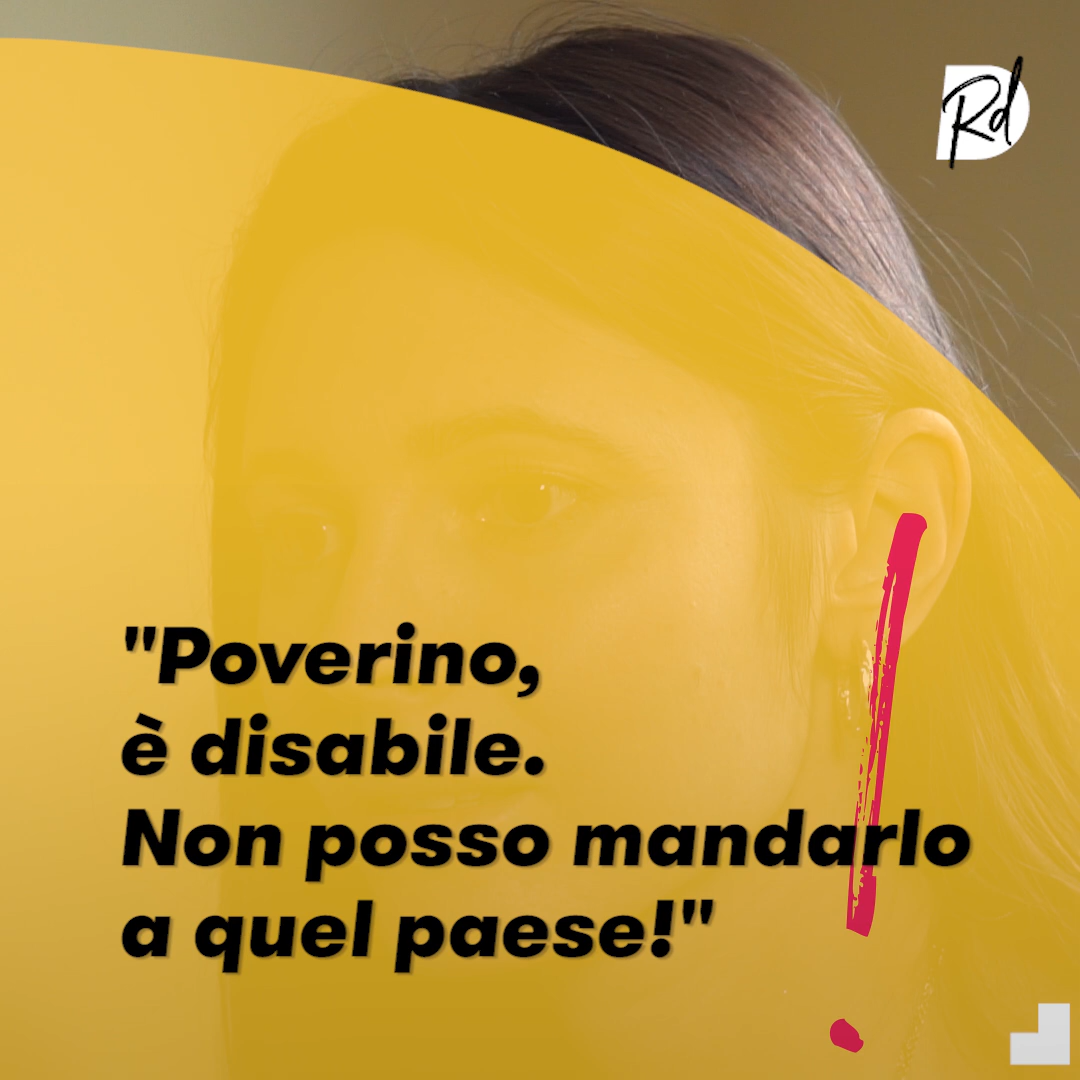 Rd
"Poverino,
è disabile.
Non posso mandarlo
a quel paese!"